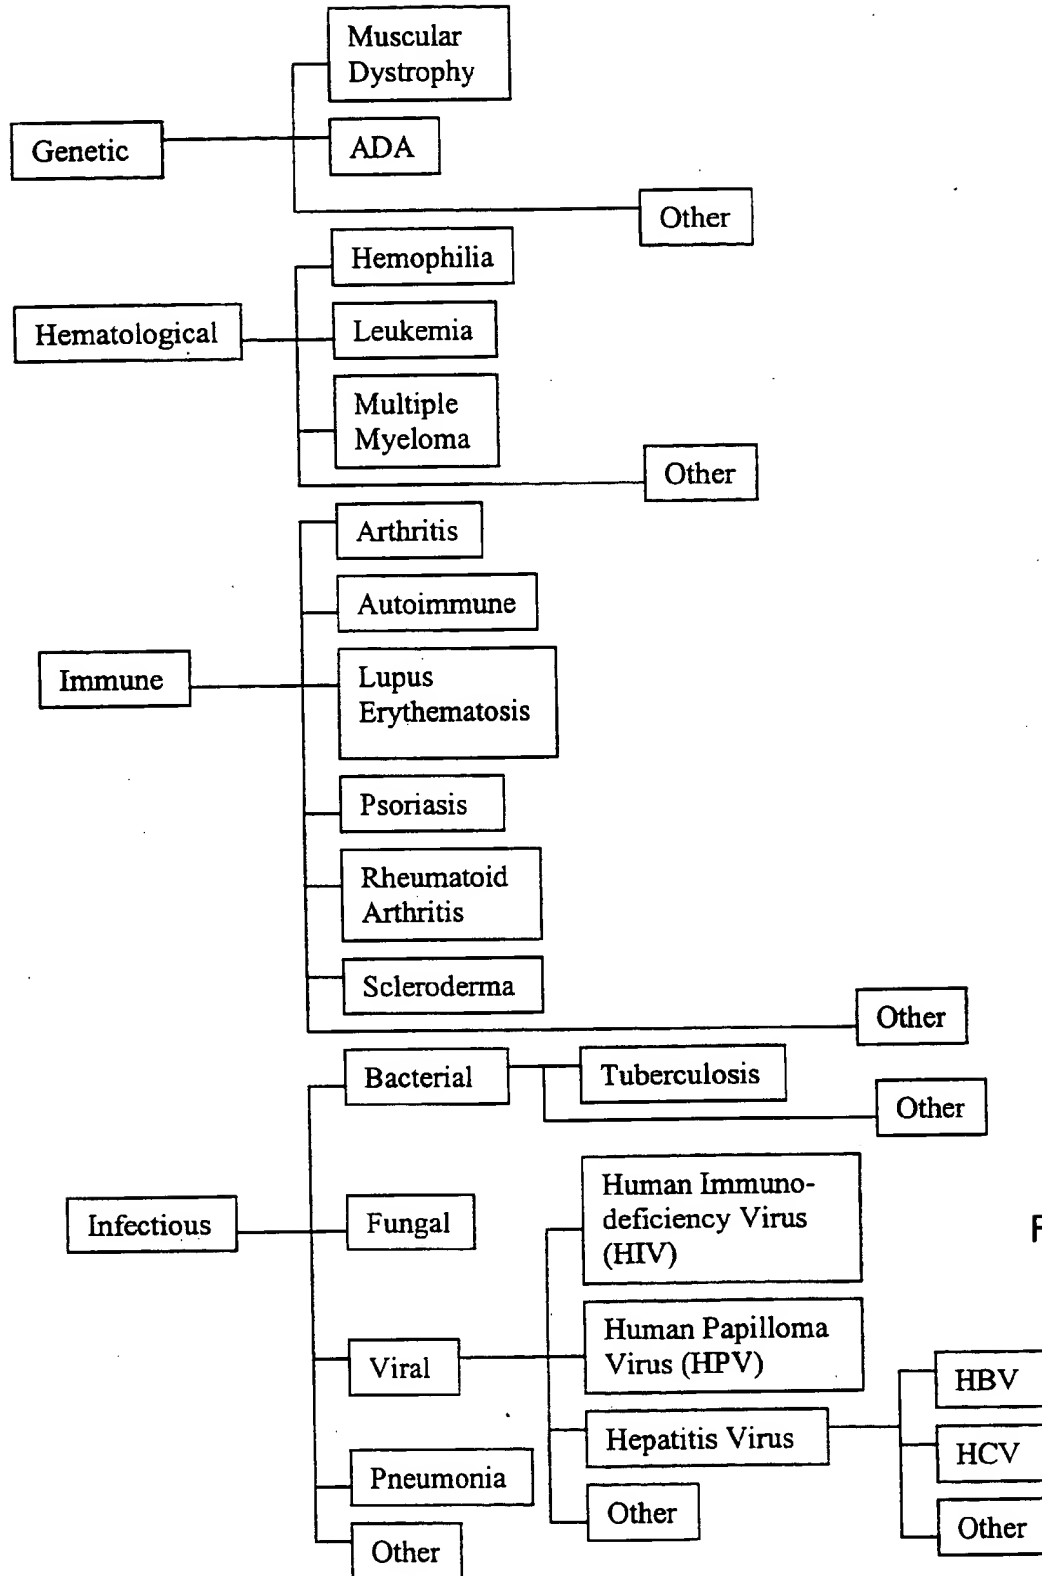 Muscular
Dystrophy
Genetic
ADA
Other
Hemophilia
Hematological
Leukemia
Multiple
Myeloma
Other
Arthritis
Autoimmune
Immune
Lupus
Erythematosis
Psoriasis
Rheumatoid
Arthritis
Scleroderma
Other
Bacterial
Tuberculosis
Other
Infectious
Fungal
Human Immuno-
deficiency Virus
(HIV)
F
Viral
Human Papilloma
Virus (HPV)
Hepatitis Virus
HBV
HCV
Other
Other
Pneumonia
Other